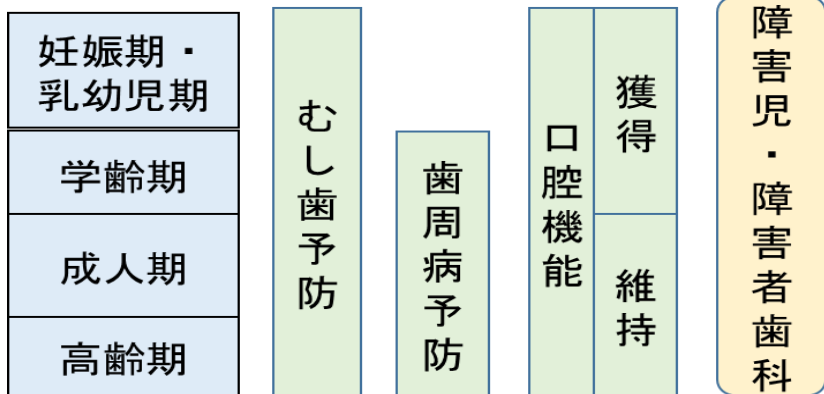 妊娠期・
乳幼児期
学齢期
成人期
高齢期
むし歯予防
歯周病予防
口腔機能
獲得
維持
障害児・障害者歯科